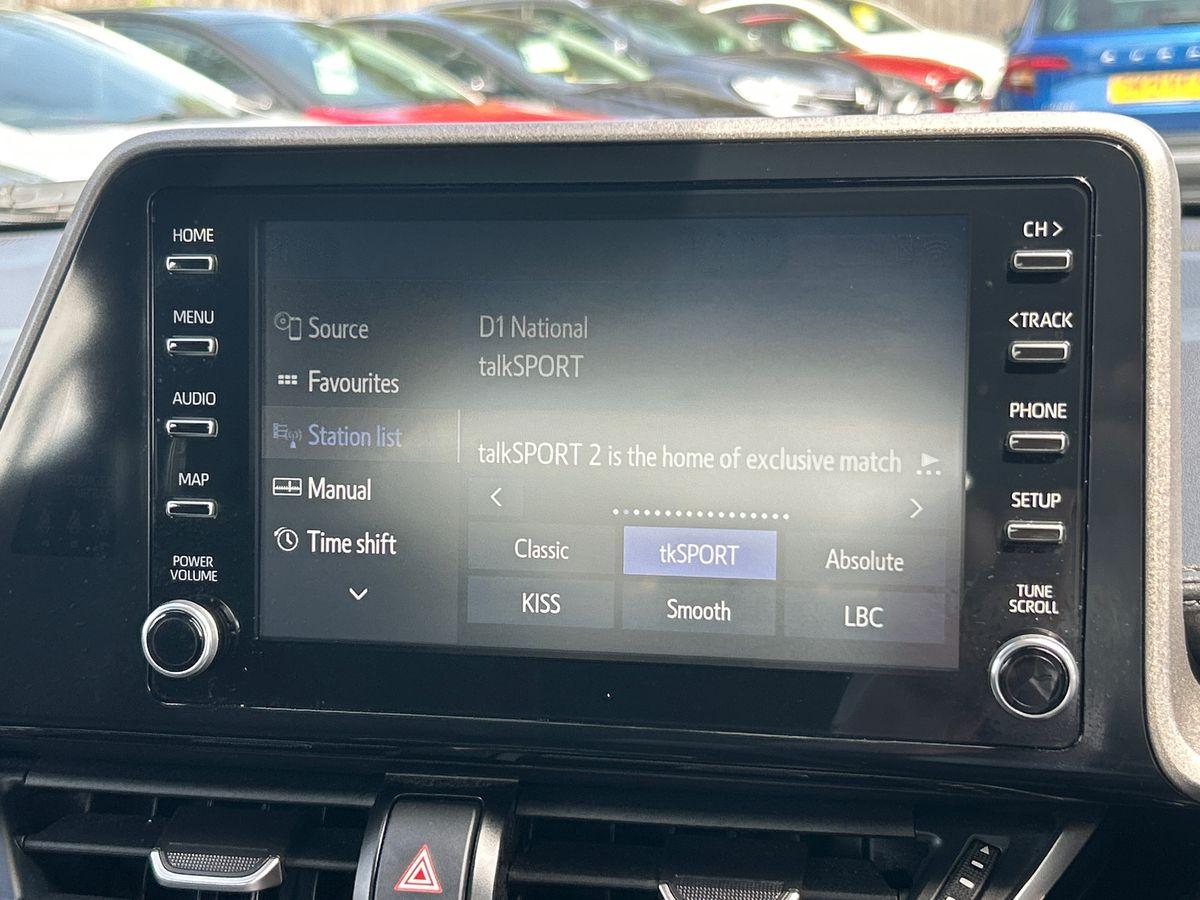 HOME
MENU
AUDIO
MAP
POWER
VOLUME
Source
Favourites
Station list
Manual
Time shift
D1 National
talkSPORT
talkSPORT 2 is the home of exclusive match
Classic
tkSPORT
Absolute
KISS
Smooth
LBC
CH >
<TRACK
PHONE
SETUP
TUNE
SCROLL